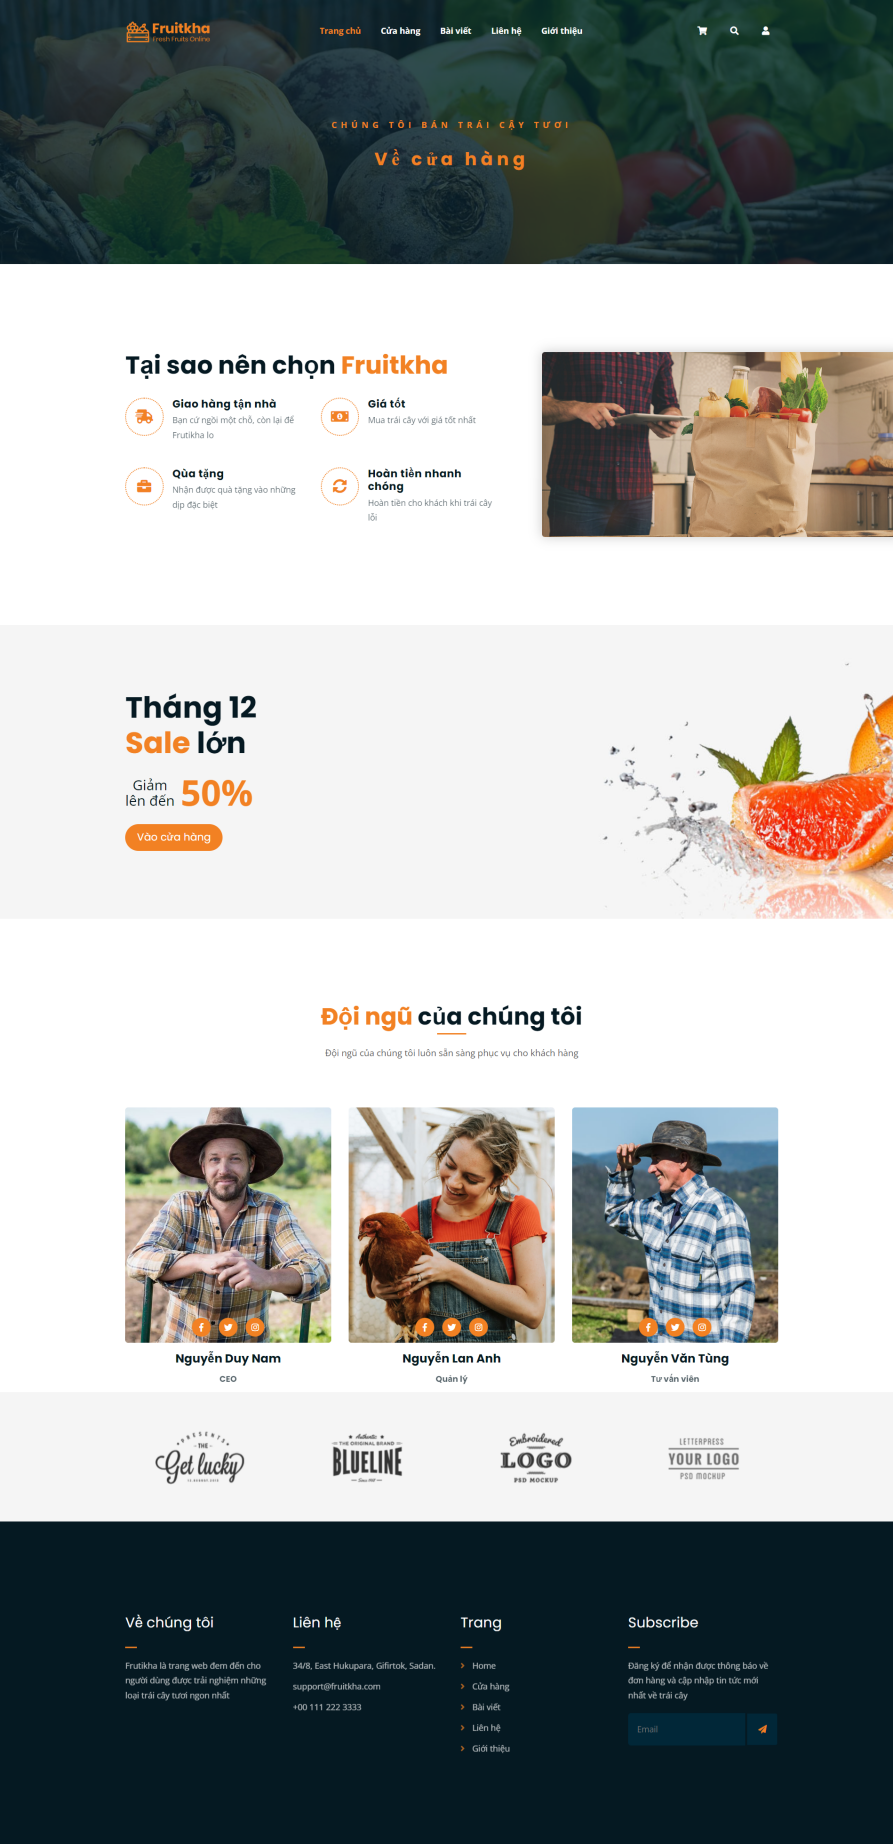 Fruitkha
Fresh Fruits Online
Trang chủ
Cửa hàng
Bài viết
Liên hệ
Giới thiệu
CHÚNG TÔI BÁN TRÁI CẬY TƯƠI
Về cửa hàng
Tại sao nên chọn Fruitkha
Giao hàng tận nhà
Bạn cứ ngồi một chỗ, còn lại để
Frutikha lo
Giá tốt
Mua trái cây với giá tốt nhất
Qùa tặng
Nhận được quà tặng vào những
dịp đặc biệt
Hoàn tiền nhanh
chóng
Hoàn tiền cho khách khi trái cây
lỗi
Tháng 12
Sale lớn
Giảm
lên đến
50%
Vào cửa hàng
Đội ngũ của chúng tôi
Đội ngũ của chúng tôi luôn sẵn sàng phục vụ cho khách hàng
Nguyễn Duy Nam
CEO
Nguyễn Lan Anh
Quản lý
Nguyễn Văn Tùng
Tư vấn viên
PRESENTS
THE
Get lucky
Authentic
THE ORIGINAL BRAND
BLUELINE
Embroidered
LOGO
PSD MOCKUP
LETTERPRESS
YOUR LOGO
PSD MOCKUP
Về chúng tôi
Frutikha là trang web đem đến cho
người dùng được trải nghiệm những
loại trái cây tươi ngon nhất
Liên hệ
34/8, East Hukupara, Gifirtok, Sadan.
support@fruitkha.com
+00 111 222 3333
Trang
Home
Cửa hàng
Bài viết
Liên hệ
Giới thiệu
Subscribe
Đăng ký để nhận được thông báo về
đơn hàng và cập nhập tin tức mới
nhất về trái cây
Email